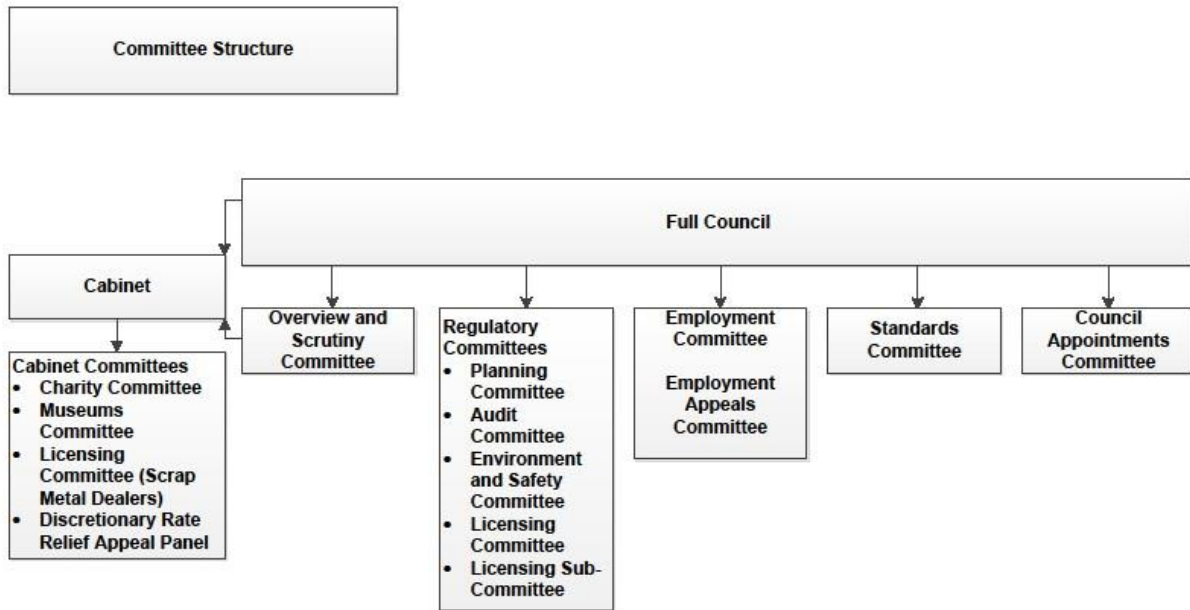 Committee Structure
Full Council
Cabinet
Cabinet Committees
• Charity Committee
• Museums
Committee
• Licensing
Committee (Scrap
Metal Dealers)
• Discretionary Rate
Relief Appeal Panel
Overview and
Scrutiny
Committee
Regulatory
Committees
• Planning
Committee
• Audit
Committee
• Environment
and Safety
Committee
• Licensing
Committee
• Licensing Sub-
Committee
Employment
Committee
Employment
Appeals
Committee
Standards
Committee
Council
Appointments
Committee